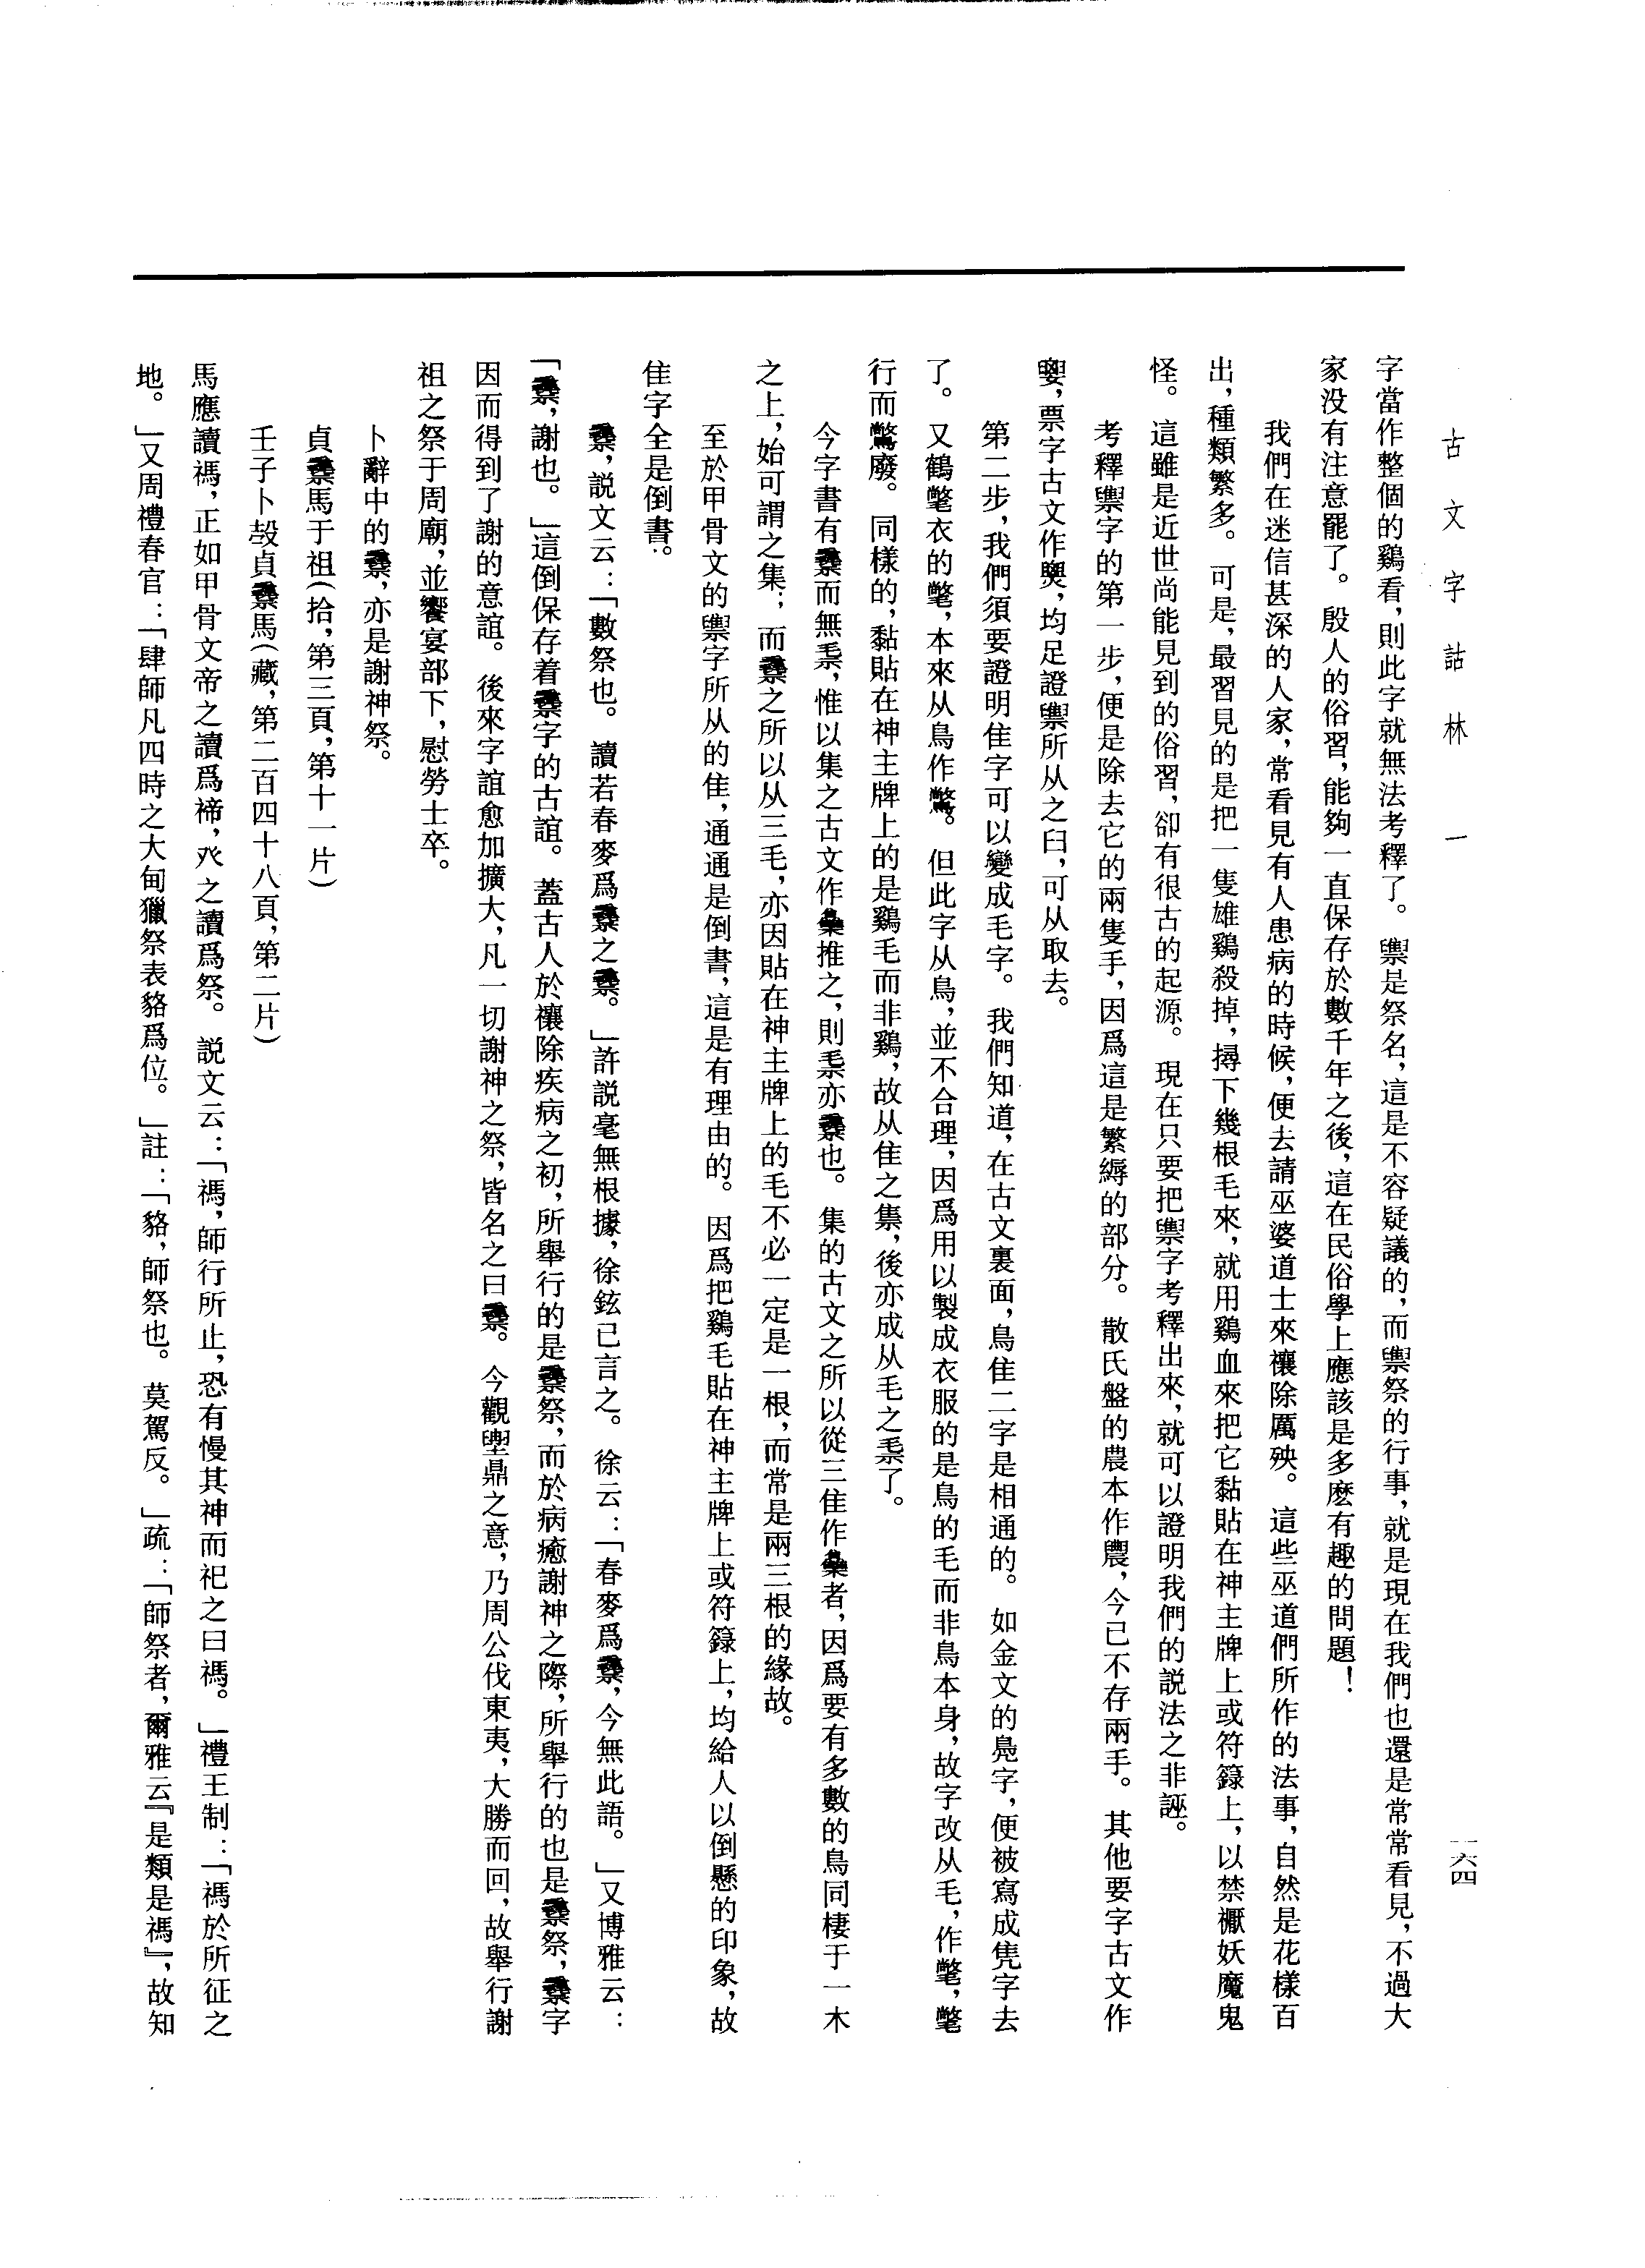 古文字詁林 一
一六四
字當作整個的鷄看，則此字就無法考釋了。 是祭名，這是不容疑議的，而祭的行事，就是現在我們也還是常常看見，不過大
家没有注意罷了。殷人的俗習，能夠一直保存於數千年之後，這在民俗學上應該是多麼有趣的問題！
我們在迷信甚深的人家，常看見有人患病的時候，便去請巫婆道士來禳除厲殃。這些巫道們所作的法事，自然是花樣百
出，種類繁多。可是，最習見的是把一隻雄鷄殺掉，撏下幾根毛來，就用鷄血來把它黏貼在神主牌上或符籙上，以禁禳妖魔鬼
怪。這雖是近世尚能見到的俗習，卻有很古的起源。現在只要把字考釋出來，就可以證明我們的説法之非誣。
考釋字的第一步，便是除去它的兩隻手，因爲這是繁縟的部分。散氏盤的農本作，今已不存兩手。其他要字古文作
，票字古文作，均足證所从之臼，可从取去。
第二步，我們須要證明隹字可以變成毛字。我們知道，在古文裏面，鳥隹二字是相通的。如金文的鳧字，便被寫成字去
了。又鶴氅衣的氅，本來从鳥作鷩。但此字从鳥，並不合理，因爲用以製成衣服的是鳥的毛而非鳥本身，故字改从毛，作氅，氅
行而廢。同樣的，黏貼在神主牌上的是鷄毛而非鷄，故从隹之，後亦成从毛之了。
今字書有而無，惟以集之古文作推之，則亦也。集的古文之所以從三隹作者，因爲要有多數的鳥同棲于一木
之上，始可謂之集；而之所以从三毛，亦因貼在神主牌上的毛不必一定是一根，而常是兩三根的緣故。
至於甲骨文的字所从的隹，通通是倒書，這是有理由的。因爲把鷄毛貼在神主牌上或符籙上，均給人以倒懸的印象，故
隹字全是倒書。
，説文云：「數祭也。讀若春麥爲之。」許説毫無根據，徐鉉已言之。徐云：「春麥爲，今無此語。」又博雅云：
「，謝也。」這倒保存着字的古誼。蓋古人於禳除疾病之初，所舉行的是祭，而於病癒謝神之際，所舉行的也是祭，字
因而得到了謝的意誼。後來字誼愈加擴大，凡一切謝神之祭，皆名之曰。今觀鼎之意，乃周公伐東夷，大勝而回，故舉行謝
祖之祭于周廟，並饗宴部下，慰勞士卒。
卜辭中的，亦是謝神祭。
貞馬于祖（拾，第三頁，第十一片）
壬子卜㱿貞馬（藏，第二百四十八頁，第二片）
馬應讀禡，正如甲骨文帝之讀爲禘，之讀爲祭。説文云：「禡，師行所止，恐有慢其神而祀之曰禡。」禮王制：「禡於所征之
地。」又周禮春官：「肆師凡四時之大甸獵祭表貉爲位。」註：「貉，師祭也。莫駕反。」疏：「師祭者，爾雅云『是類是禡』，故知